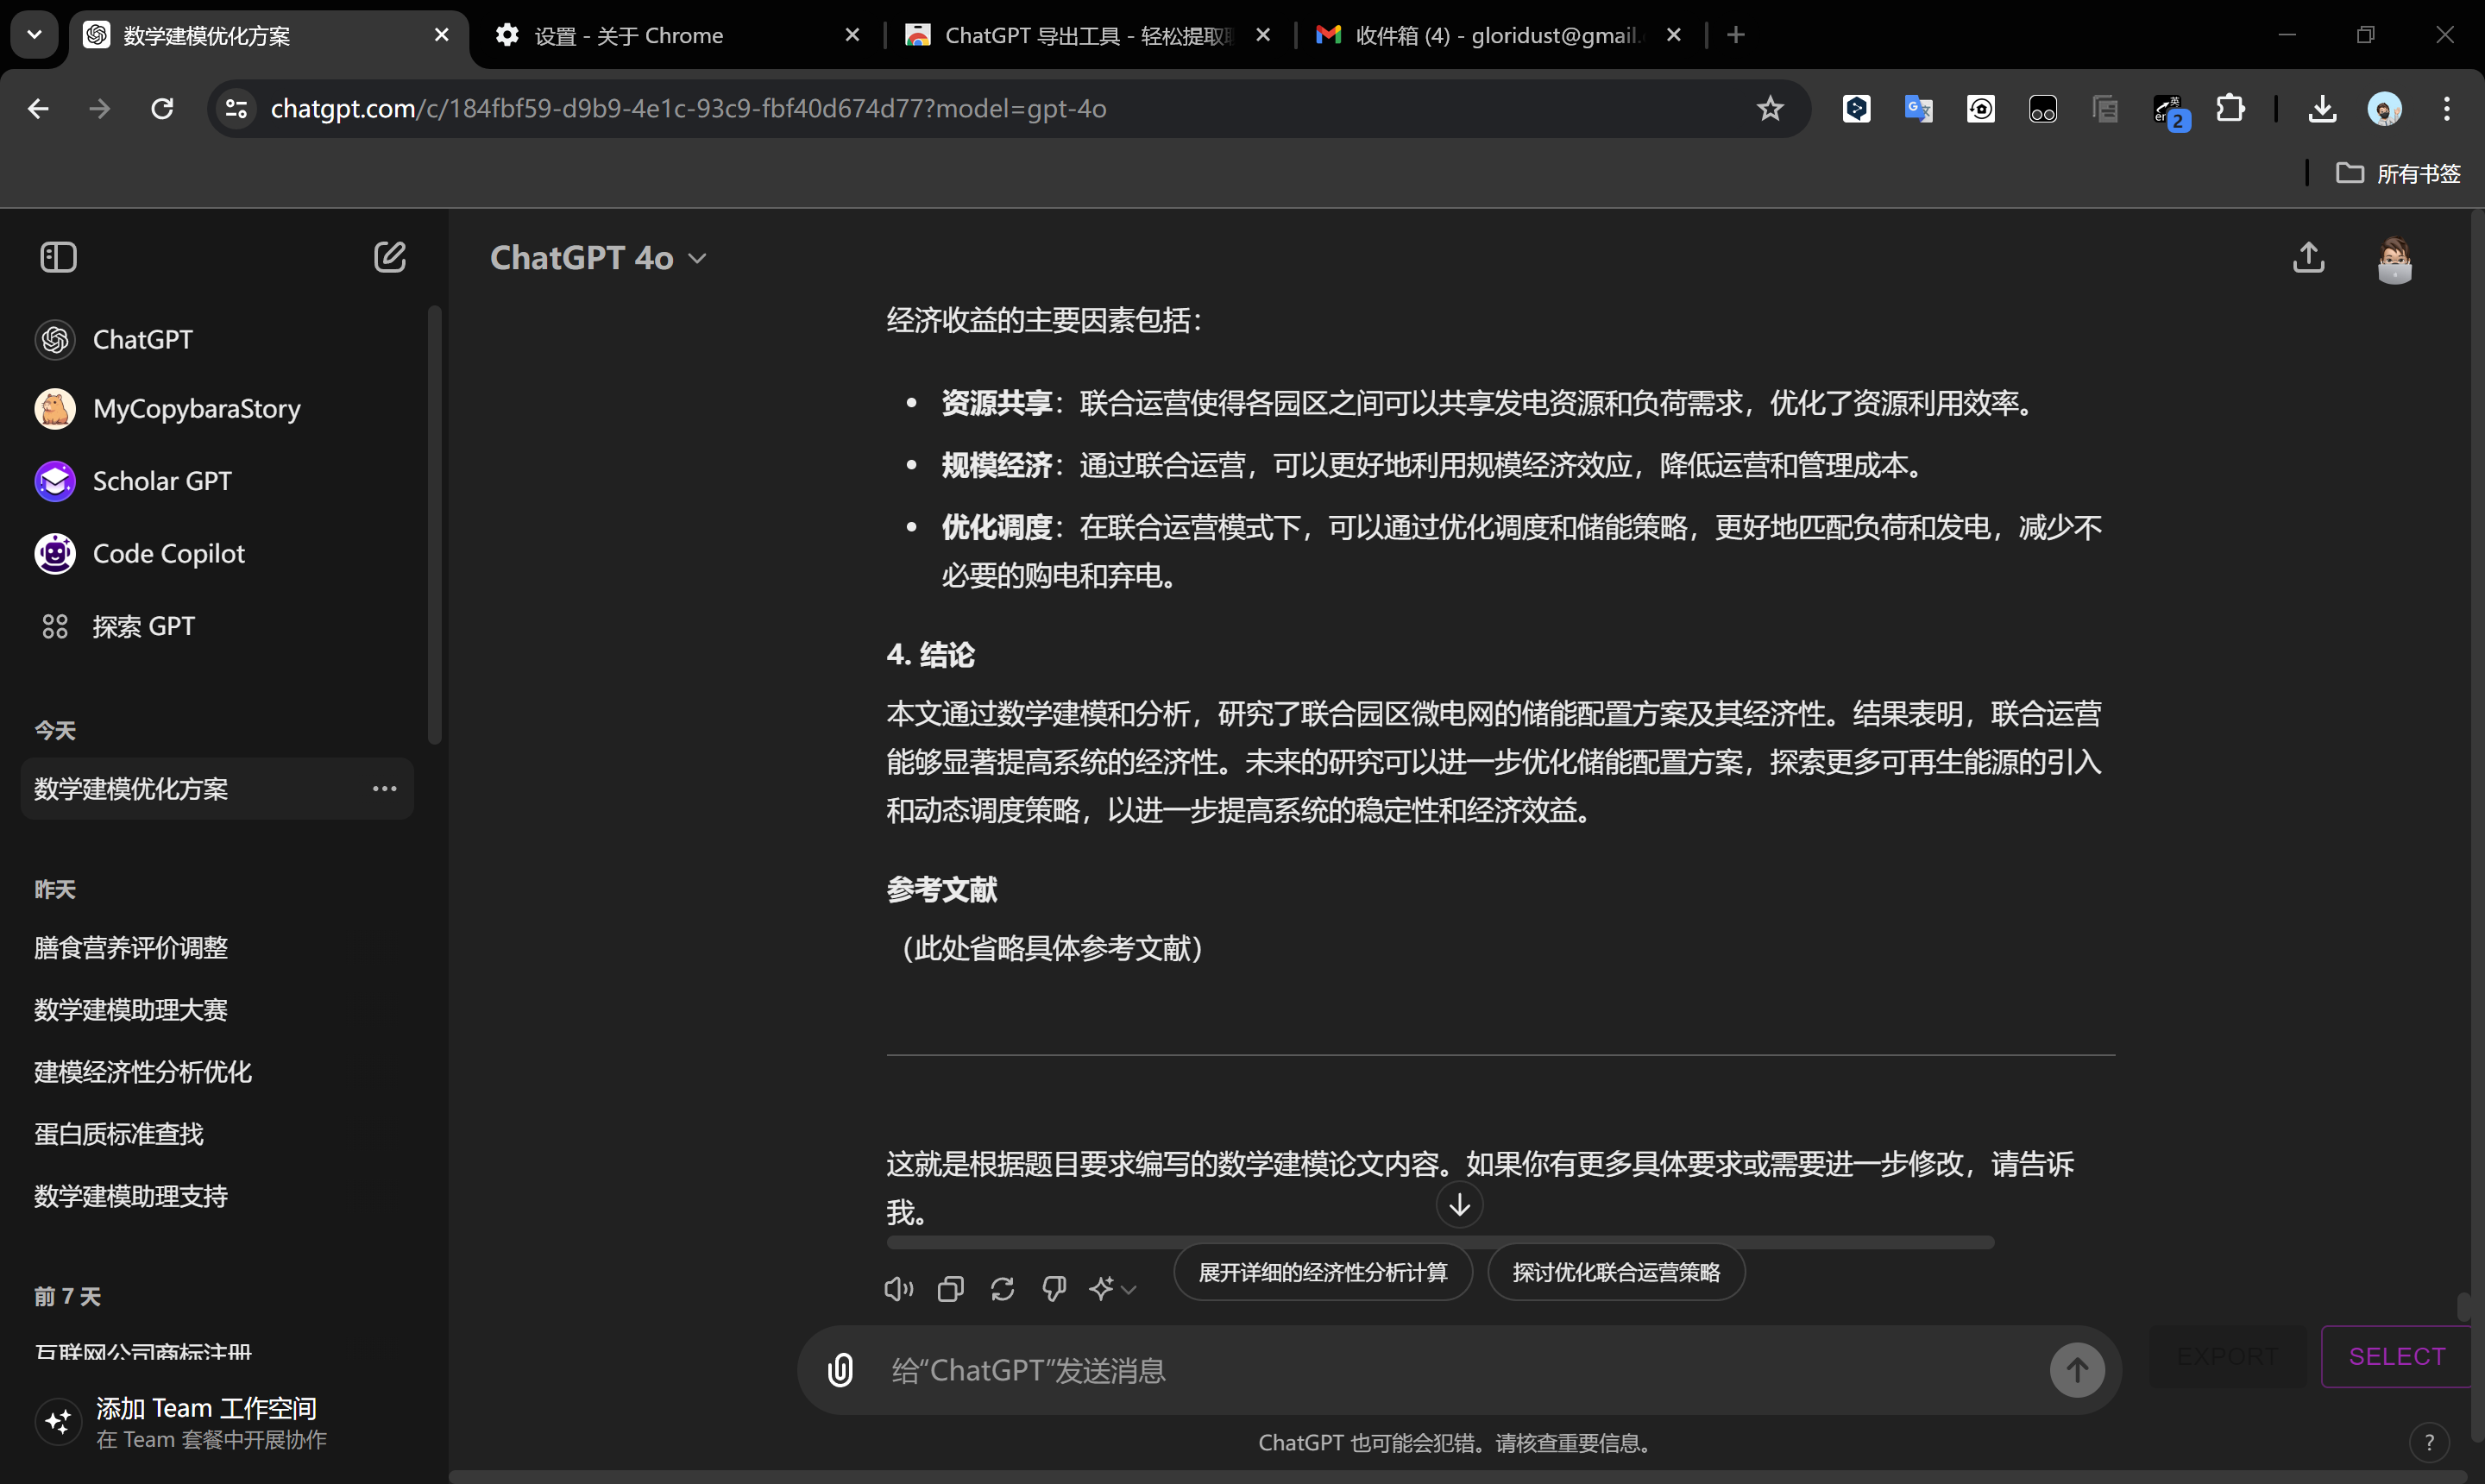 数学建模优化方案
设置 - 关于 Chrome
ChatGPT 导出工具 - 轻松提取
收件箱 (4) - gloridust@gmail.
chatgpt.com/c/184fbf59-d9b9-4e1c-93c9-fbf40d674d77?model=gpt-4o
2
所有书签
ChatGPT 4o
ChatGPT
MyCopybaraStory
Scholar GPT
Code Copilot
探索 GPT
今天
数学建模优化方案
昨天
膳食营养评价调整
数学建模助理大赛
建模经济性分析优化
蛋白质标准查找
数学建模助理支持
前 7 天
互联网公司商标注册
添加 Team 工作空间
在 Team 套餐中开展协作
经济收益的主要因素包括：
资源共享：联合运营使得各园区之间可以共享发电资源和负荷需求，优化了资源利用效率。
规模经济：通过联合运营，可以更好地利用规模经济效应，降低运营和管理成本。
优化调度：在联合运营模式下，可以通过优化调度和储能策略，更好地匹配负荷和发电，减少不
必要的购电和弃电。
4. 结论
本文通过数学建模和分析，研究了联合园区微电网的储能配置方案及其经济性。结果表明，联合运营
能够显著提高系统的经济性。未来的研究可以进一步优化储能配置方案，探索更多可再生能源的引入
和动态调度策略，以进一步提高系统的稳定性和经济效益。
参考文献
（此处省略具体参考文献）
这就是根据题目要求编写的数学建模论文内容。如果你有更多具体要求或需要进一步修改，请告诉
我。
展开详细的经济性分析计算
探讨优化联合运营策略
给“ChatGPT”发送消息
EXPORT
SELECT
ChatGPT 也可能会犯错。请核查重要信息。
?